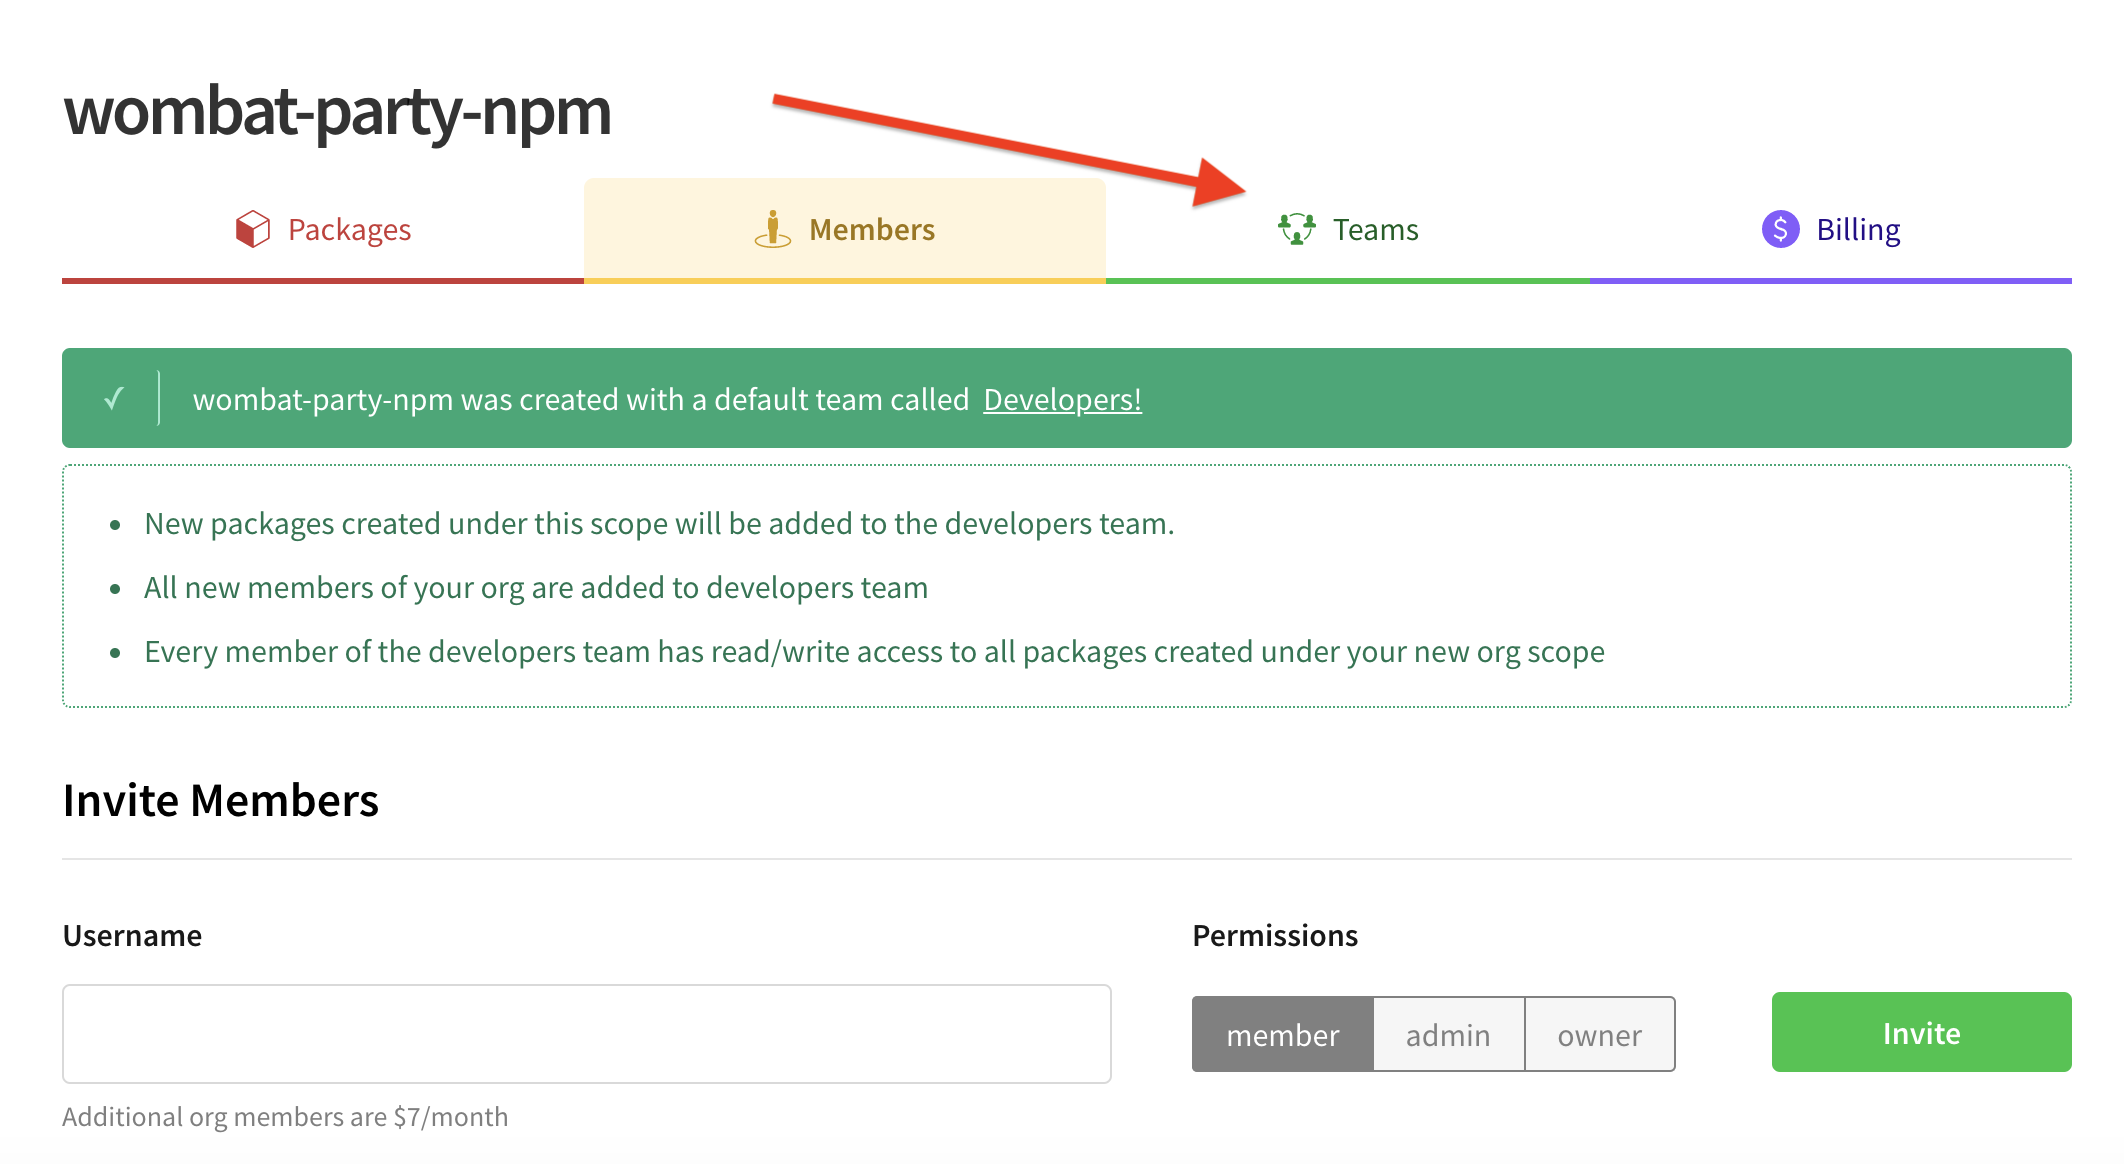 wombat-party-npm
Packages
Members
Teams
$ Billing
✓ wombat-party-npm was created with a default team called Developers!
• New packages created under this scope will be added to the developers team.
• All new members of your org are added to developers team
• Every member of the developers team has read/write access to all packages created under your new org scope
Invite Members
Username
Permissions
member
admin
owner
Invite
Additional org members are $7/month